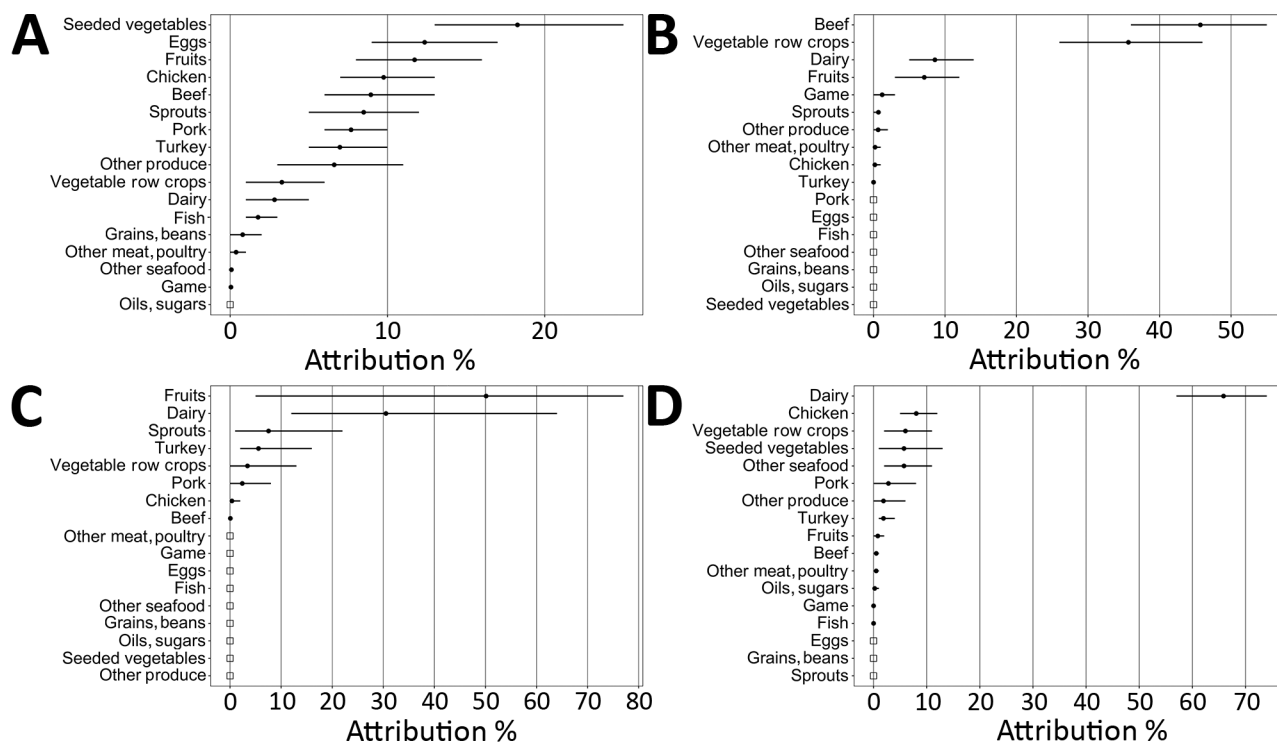 A
Seeded vegetables
Eggs
Fruits
Chicken
Beef
Sprouts
Pork
Turkey
Other produce
Vegetable row crops
Dairy
Fish
Grains, beans
Other meat, poultry
Other seafood
Game
Oils, sugars
0 10 20
Attribution %
B
Beef
Vegetable row crops
Dairy
Fruits
Game
Sprouts
Other produce
Other meat, poultry
Chicken
Turkey
Pork
Eggs
Fish
Other seafood
Grains, beans
Oils, sugars
Seeded vegetables
0 10 20 30 40 50
Attribution %
C
Fruits
Dairy
Sprouts
Turkey
Vegetable row crops
Pork
Chicken
Beef
Other meat, poultry
Game
Eggs
Fish
Other seafood
Grains, beans
Oils, sugars
Seeded vegetables
Other produce
0 10 20 30 40 50 60 70 80
Attribution %
D
Dairy
Chicken
Vegetable row crops
Seeded vegetables
Other seafood
Pork
Other produce
Turkey
Fruits
Beef
Other meat, poultry
Oils, sugars
Game
Fish
Eggs
Grains, beans
Sprouts
0 10 20 30 40 50 60 70
Attribution %